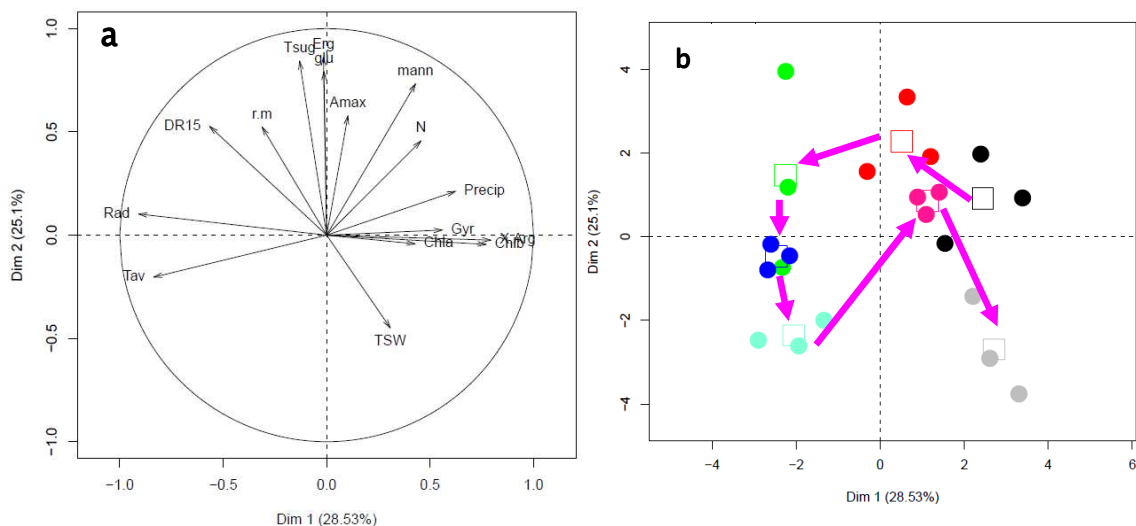 a
1.0
0.5
0.0
−0.5
−1.0
Dim 2 (25.1%)
Erg
Tsug
glu
mann
Amax
r.m
DR15
N
Precip
Rad
Gyr
Arg
Chla
Chlb
Tav
TSW
−1.0 −0.5 0.0 0.5 1.0
Dim 1 (28.53%)
b
4
2
0
−2
−4
Dim 2 (25.1%)
−4 −2 0 2 4 6
Dim 1 (28.53%)